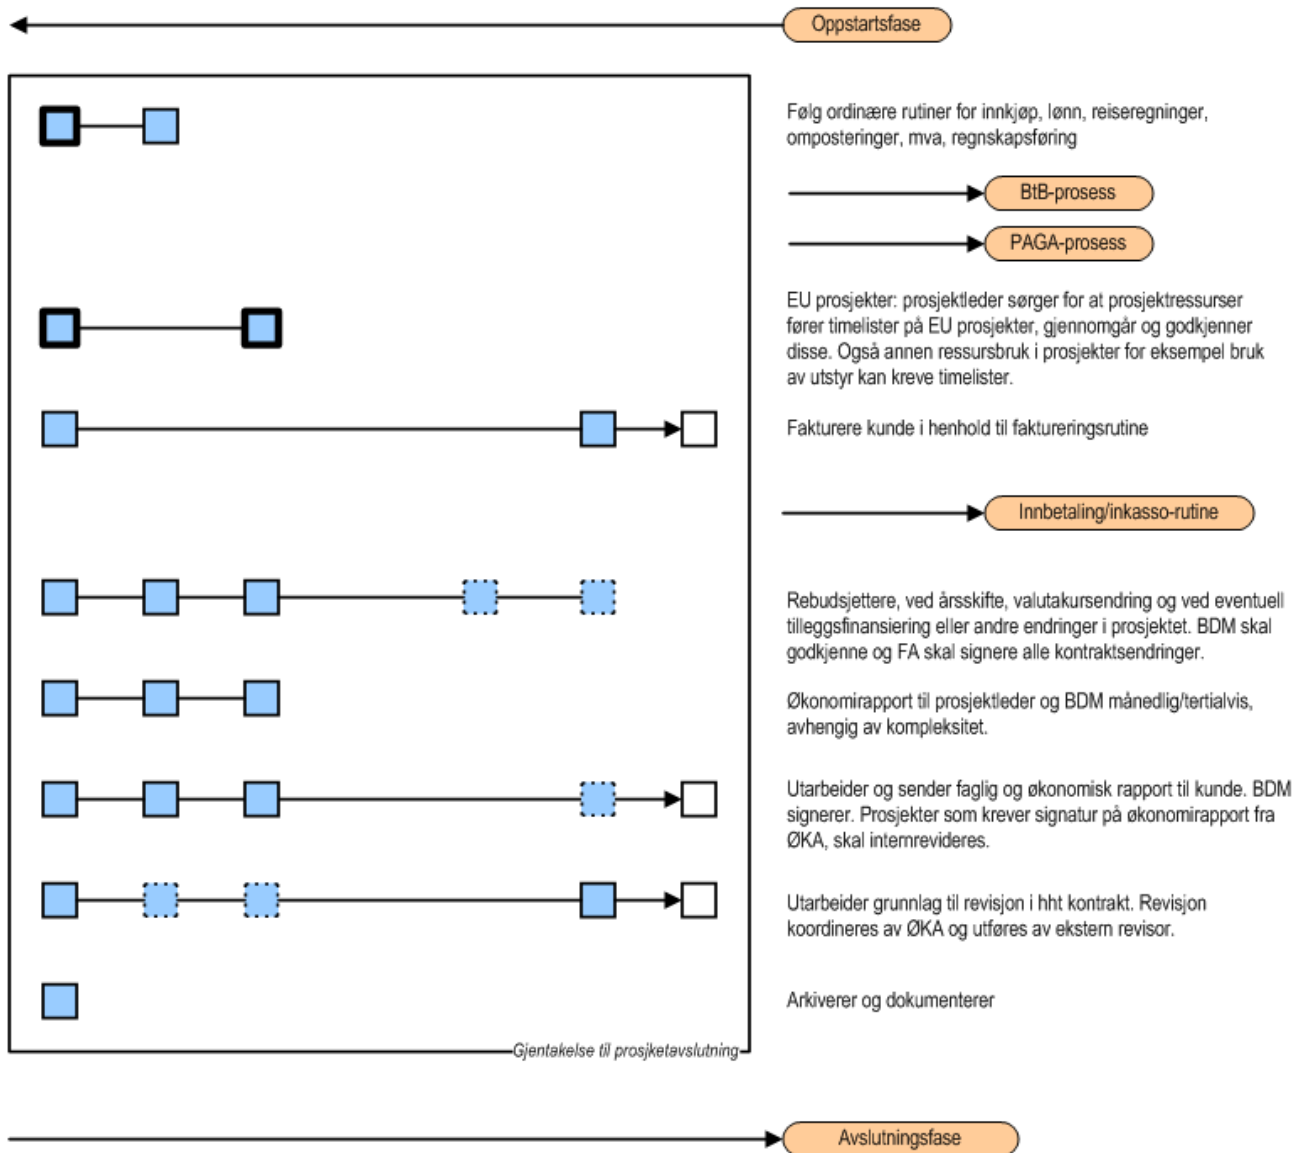 Oppstartsfase
Følg ordinære rutiner for innkjøp, lønn, reiseregninger,
omposteringer, mva, regnskapsføring
BtB-prosess
PAGA-prosess
EU prosjekter: prosjektleder sørger for at prosjektressurser
fører timelister på EU prosjekter, gjennomgår og godkjenner
disse. Også annen ressursbruk i prosjekter for eksempel bruk
av utstyr kan kreve timelister.
Fakturere kunde i henhold til faktureringsrutine
Innbetaling/inkasso-rutine
Rebudsjettere, ved årsskifte, valutakursendring og ved eventuell
tilleggsfinansiering eller andre endringer i prosjektet. BDM skal
godkjenne og FA skal signere alle kontraktsendringer.
Økonomirapport til prosjektleder og BDM månedlig/tertialvis,
avhengig av kompleksitet.
Utarbeider og sender faglig og økonomisk rapport til kunde. BDM
signerer. Prosjekter som krever signatur på økonomirapport fra
ØKA, skal internrevideres.
Utarbeider grunnlag til revisjon i hht kontrakt. Revisjon
koordineres av ØKA og utføres av ekstern revisor.
Arkiverer og dokumenterer
Gjentakelse til prosjketavslutning
Avslutningsfase